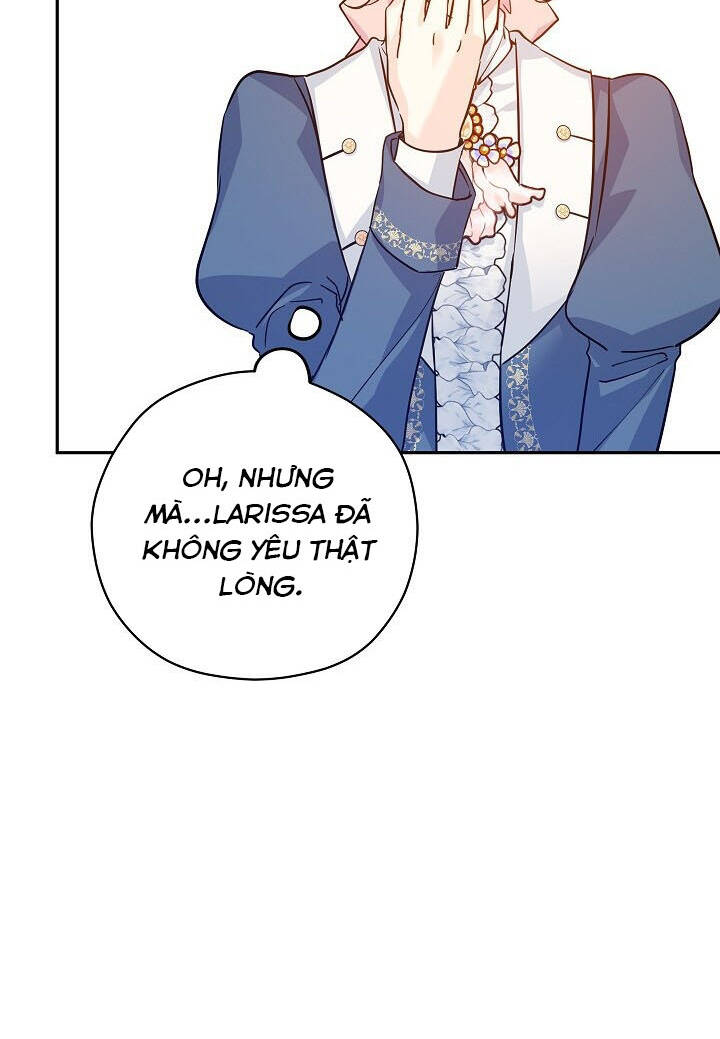 OH, NHƯNG
MÀ...LARISSA ĐÃ
KHÔNG YÊU THẬT
LÒNG.